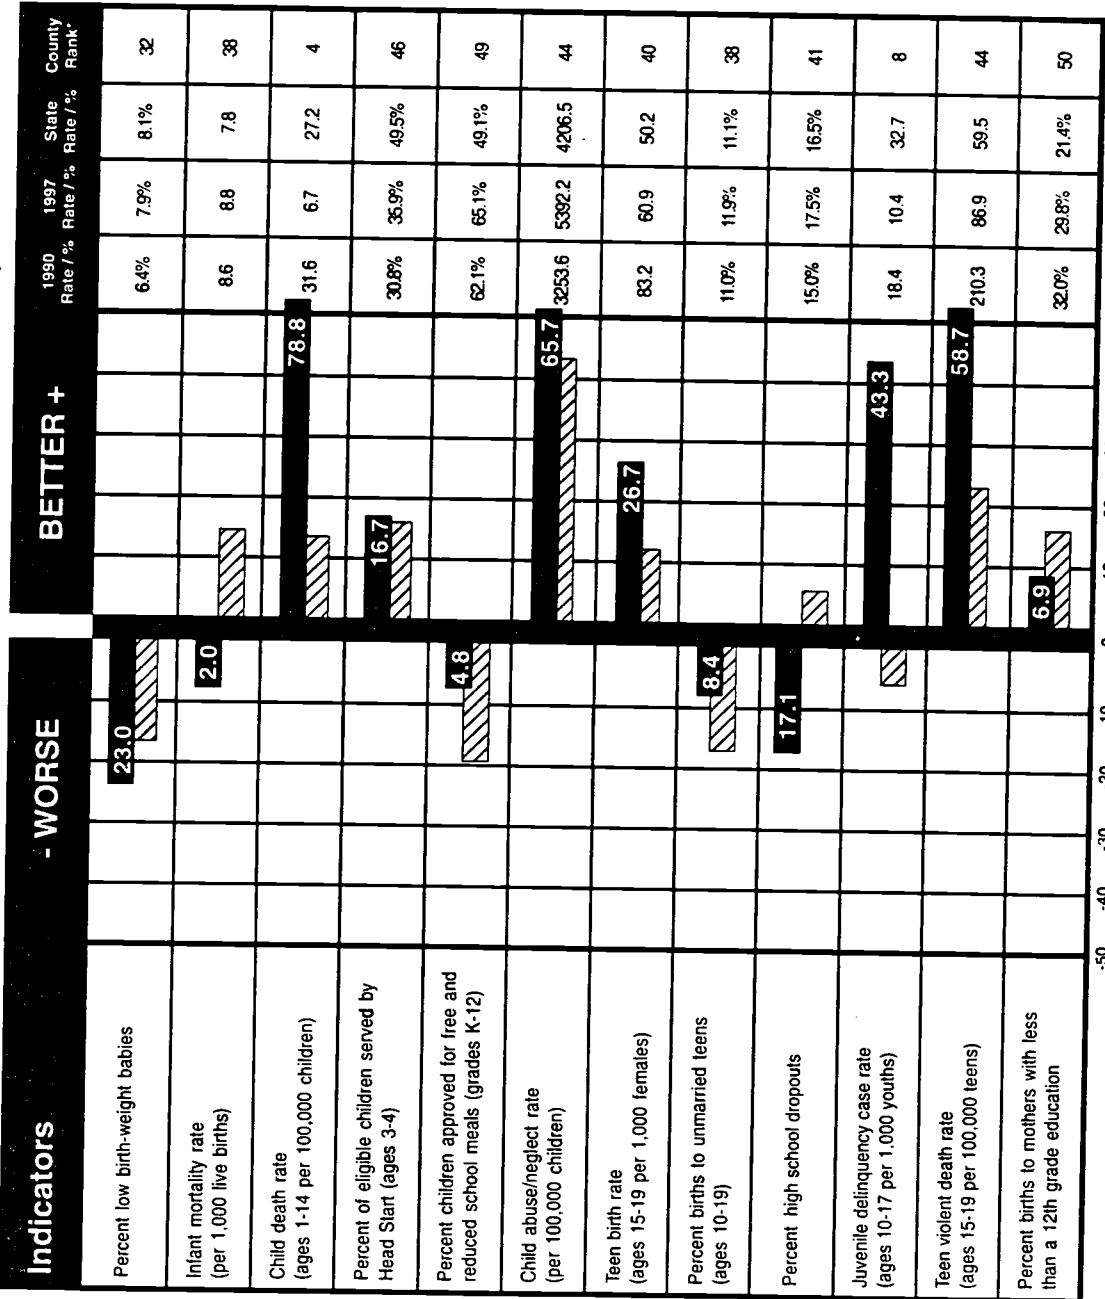 Indicators
- WORSE
BETTER +
1990
Rate / %
1997
Rate / %
State
Rate / %
County
Rank*
Percent low birth-weight babies
23.0
6.4%
7.9%
8.1%
32
Infant mortality rate
(per 1,000 live births)
2.0
8.6
8.8
7.8
38
Child death rate
(ages 1-14 per 100,000 children)
78.8
31.6
6.7
27.2
4
Percent of eligible children served by
Head Start (ages 3-4)
16.7
30.8%
35.9%
49.5%
46
Percent children approved for free and
reduced school meals (grades K-12)
4.8
62.1%
65.1%
49.1%
49
Child abuse/neglect rate
(per 100,000 children)
65.7
3253.6
5392.2
4206.5
44
Teen birth rate
(ages 15-19 per 1,000 females)
26.7
83.2
60.9
50.2
40
Percent births to unmarried teens
(ages 10-19)
8.4
11.0%
11.9%
11.1%
38
Percent high school dropouts
17.1
15.0%
17.5%
16.5%
41
Juvenile delinquency case rate
(ages 10-17 per 1,000 youths)
43.3
18.4
10.4
32.7
8
Teen violent death rate
(ages 15-19 per 100,000 teens)
58.7
210.3
86.9
59.5
44
Percent births to mothers with less
than a 12th grade education
6.9
32.0%
29.8%
21.4%
50
-50
-40
-30